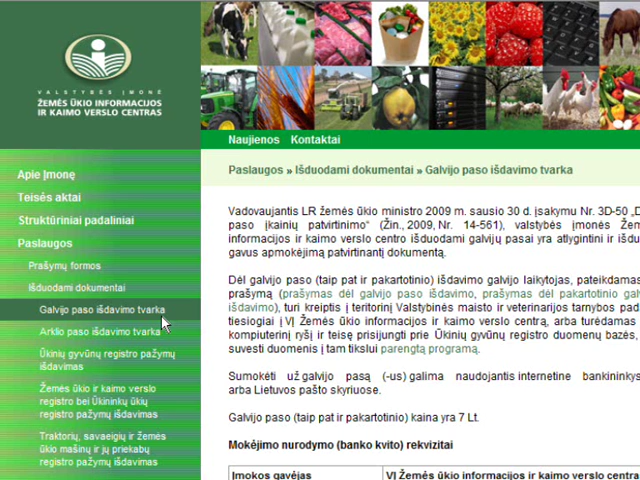 VALSTYBĖS ĮMONĖ
ŽEMĖS ŪKIO INFORMACIJOS
IR KAIMO VERSLO CENTRAS
Naujienos Kontaktai
Apie Įmonę
Teisės aktai
Struktūriniai padaliniai
Paslaugos
Prašymų formos
Išduodami dokumentai
Galvijo paso išdavimo tvarka
Arklio paso išdavimo tvarka
Ūkinių gyvūnų registro pažymų
išdavimas
Žemės ūkio ir kaimo verslo
registro bei Ūkininkų ūkių
registro pažymų išdavimas
Traktorių, savaeigių ir žemės
ūkio mašinų ir jų priekabų
registro pažymų išdavimas
Paslaugos » Išduodami dokumentai » Galvijo paso išdavimo tvarka
Vadovaujantis LR žemės ūkio ministro 2009 m. sausio 30 d. įsakymu Nr. 3D-50 „D
paso įkainių patvirtinimo“ (Žin., 2009, Nr. 14-561), valstybės įmonės Žem
informacijos ir kaimo verslo centro išduodami galvijų pasai yra atlygintini ir išdu
gavus apmokėjimą patvirtinantį dokumentą.
Dėl galvijo paso (taip pat ir pakartotinio) išdavimo galvijo laikytojas, pateikdamas
prašymą (prašymas dėl galvijo paso išdavimo, prašymas dėl pakartotinio gal
išdavimo), turi kreiptis į teritorinį Valstybinės maisto ir veterinarijos tarnybos pada
tiesiogiai į VĮ Žemės ūkio informacijos ir kaimo verslo centrą, arba turėdamas
kompiuterinį ryšį ir teisę prisijungti prie Ūkinių gyvūnų registro duomenų bazės,
suvesti duomenis į tam tikslui parengtą programą.
Sumokėti už galvijo pasą (-us) galima naudojantis internetine bankininkys
arba Lietuvos pašto skyriuose.
Galvijo paso (taip pat ir pakartotinio) kaina yra 7 Lt.
Mokėjimo nurodymo (banko kvito) rekvizitai
Įmokos gavėjas VĮ Žemės ūkio informacijos ir kaimo verslo centra